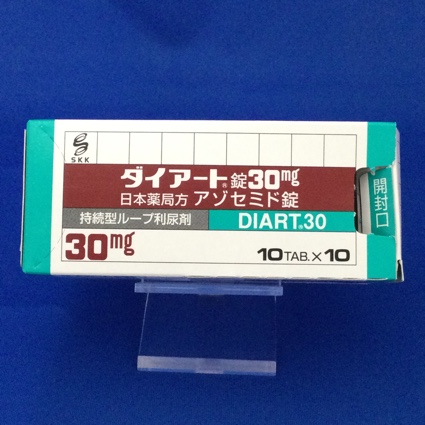 SKK
ダイアート®錠30mg
日本薬局方 アゾセミド錠
持続型ループ利尿剤
DIART®30
30mg
10TAB.×10
開封口